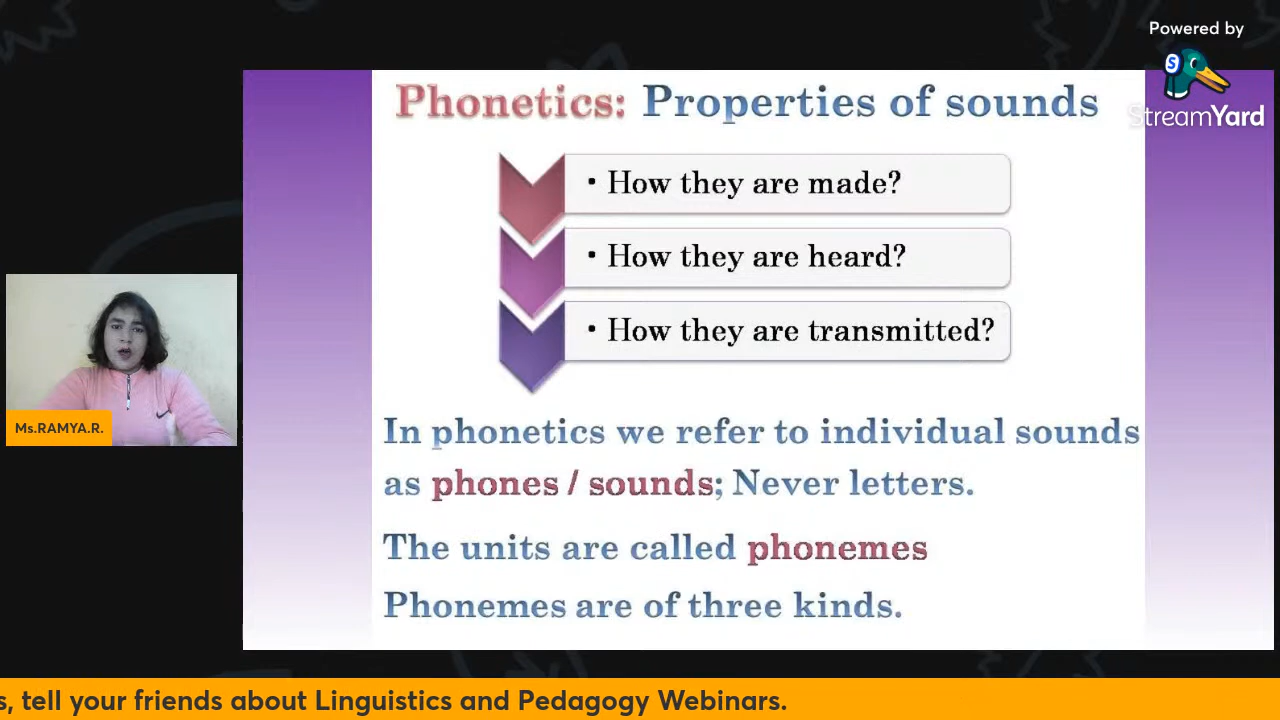 Powered by
StreamYard
Phonetics: Properties of sounds
• How they are made?
• How they are heard?
• How they are transmitted?
In phonetics we refer to individual sounds
as phones / sounds; Never letters.
The units are called phonemes
Phonemes are of three kinds.
Ms.RAMYA.R.
s, tell your friends about Linguistics and Pedagogy Webinars.